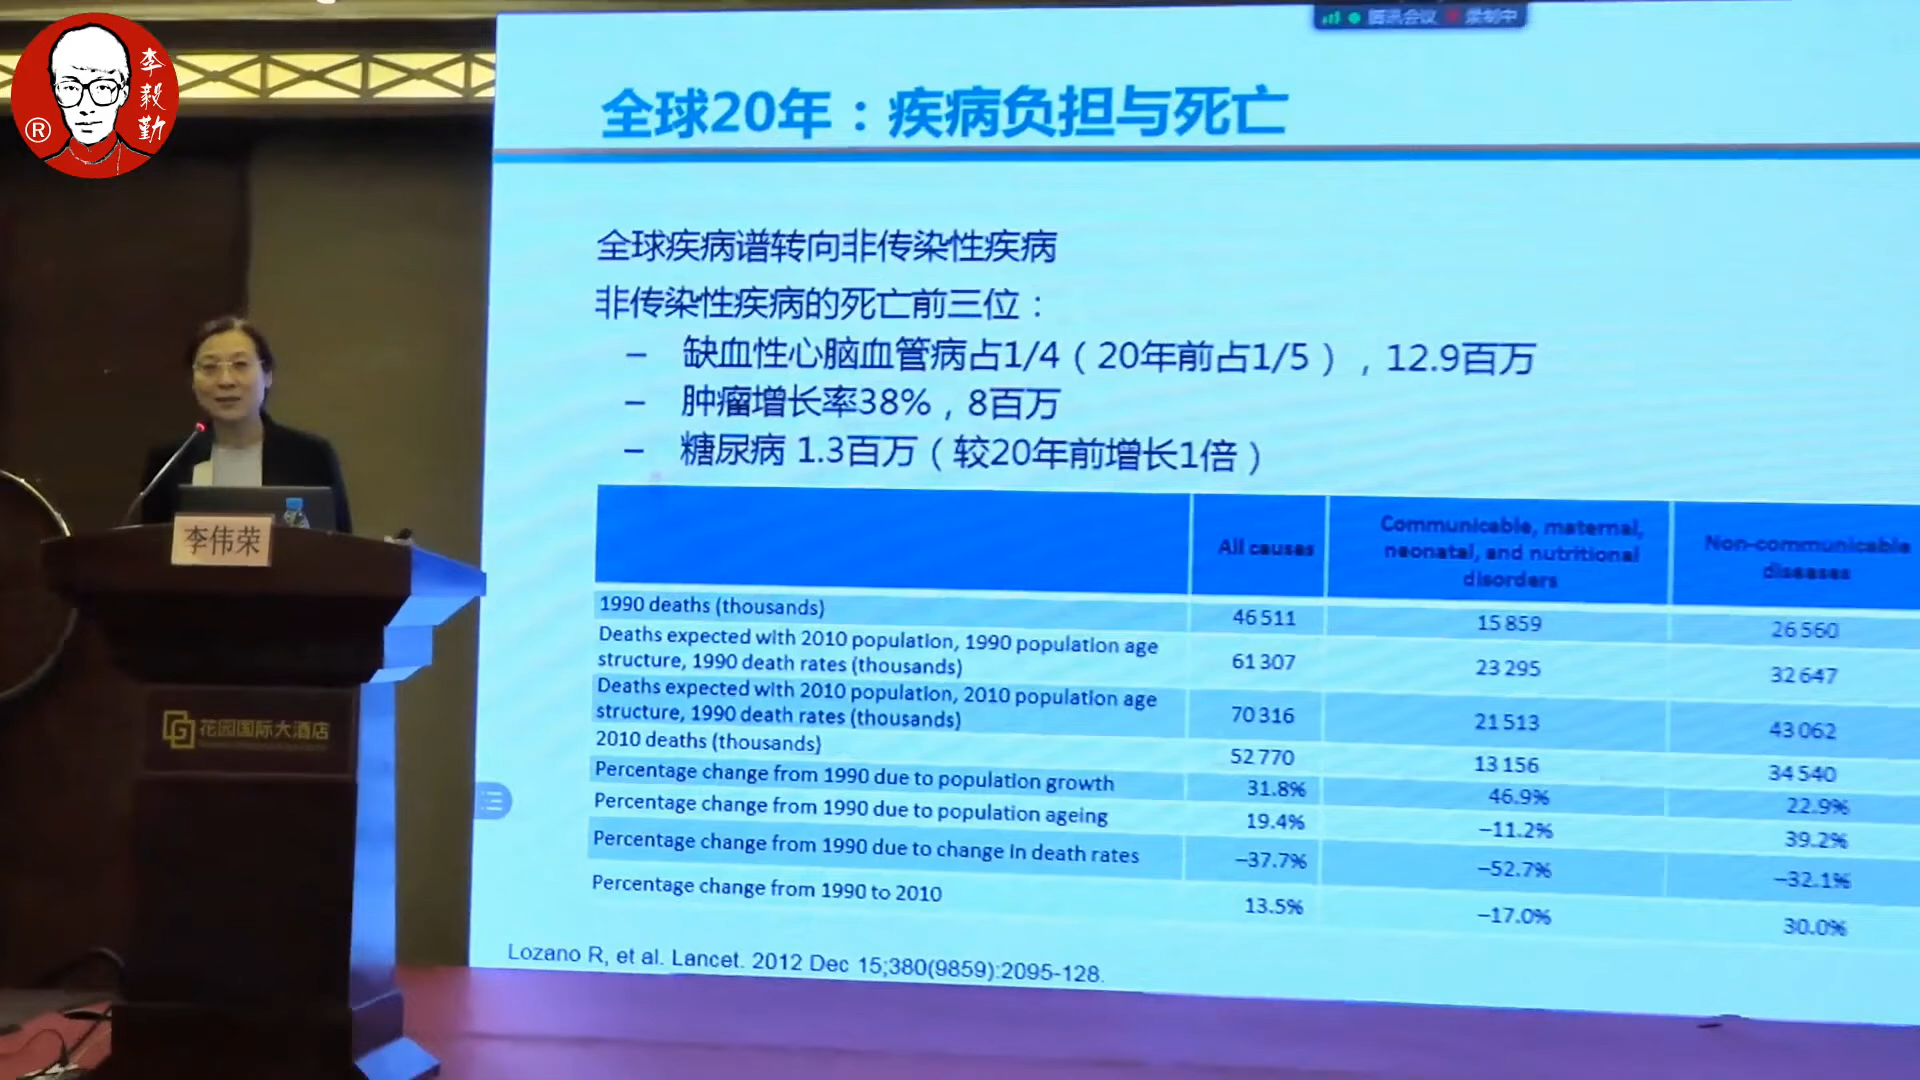 李毅勤
®
腾讯会议 录制中
全球20年：疾病负担与死亡
全球疾病谱转向非传染性疾病
非传染性疾病的死亡前三位：
– 缺血性心脑血管病占1/4（20年前占1/5），12.9百万
– 肿瘤增长率38%，8百万
– 糖尿病 1.3百万（较20年前增长1倍）
All causes
Communicable, maternal,
neonatal, and nutritional
disorders
Non-communicable
diseases
1990 deaths (thousands) 46 511 15 859 26 560
Deaths expected with 2010 population, 1990 population age
structure, 1990 death rates (thousands) 61 307 23 295 32 647
Deaths expected with 2010 population, 2010 population age
structure, 1990 death rates (thousands) 70 316 21 513 43 062
2010 deaths (thousands) 52 770 13 156 34 540
Percentage change from 1990 due to population growth 31.8% 46.9% 22.9%
Percentage change from 1990 due to population ageing 19.4% –11.2% 39.2%
Percentage change from 1990 due to change in death rates –37.7% –52.7% –32.1%
Percentage change from 1990 to 2010 13.5% –17.0% 30.0%
Lozano R, et al. Lancet. 2012 Dec 15;380(9859):2095-128.
李伟荣
花园国际大酒店